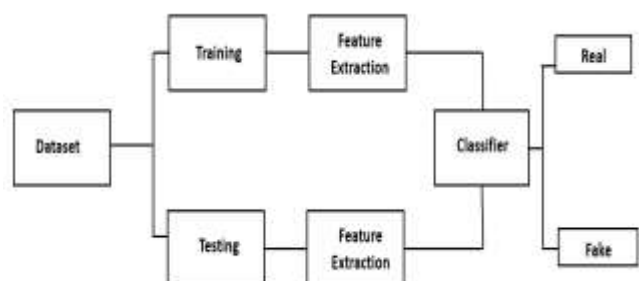 Training
Feature
Extraction
Real
Dataset
Classifier
Testing
Feature
Extraction
Fake